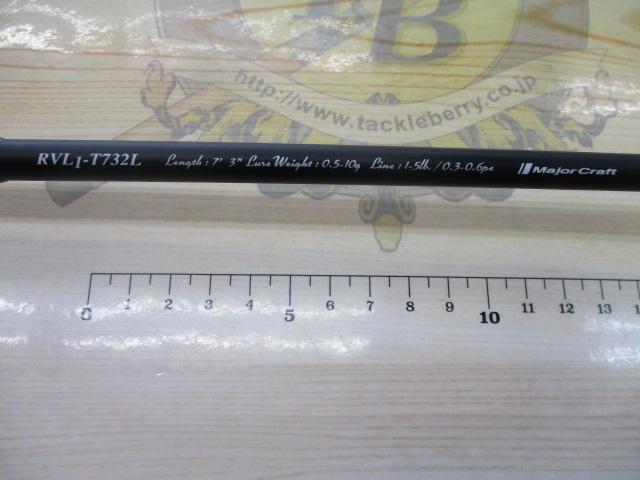 TB
http://www.tackleberry.co.jp
RVL1-T732L Length : 7' 3" Lure Weight : 0.5-10g Line : 1-5lb. / 0.3-0.6pe MajorCraft
0 1 2 3 4 5 6 7 8 9 10 11 12 13